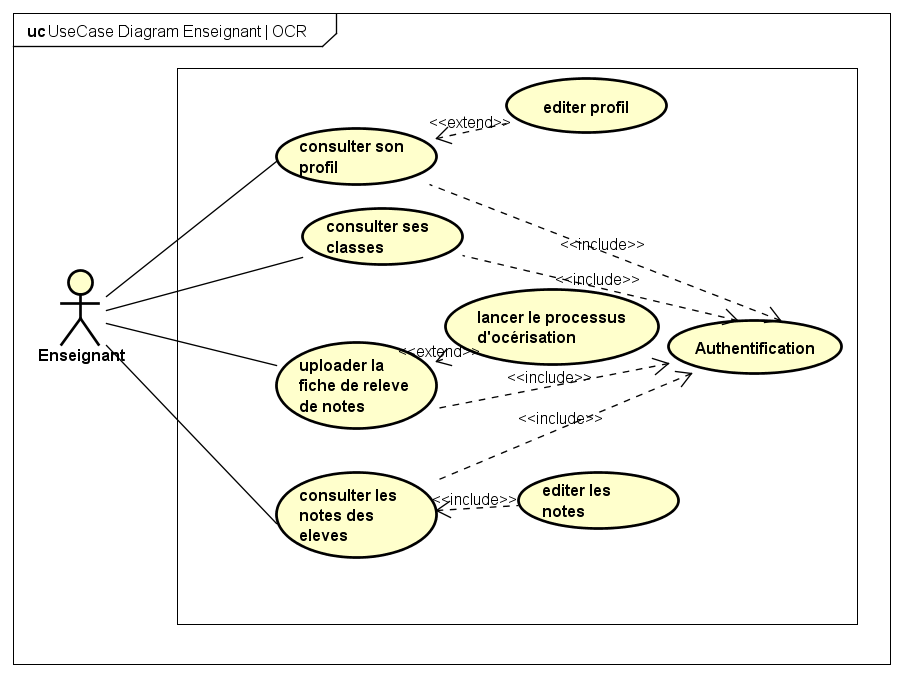 uc UseCase Diagram Enseignant | OCR
editer profil
<<extend>>
consulter son
profil
consulter ses
classes
<<include>>
<<include>>
lancer le processus
d'océrisation
Authentification
Enseignant
<<extend>>
uploader la
fiche de releve
de notes
<<include>>
<<include>>
consulter les
notes des
eleves
<<include>>
editer les
notes